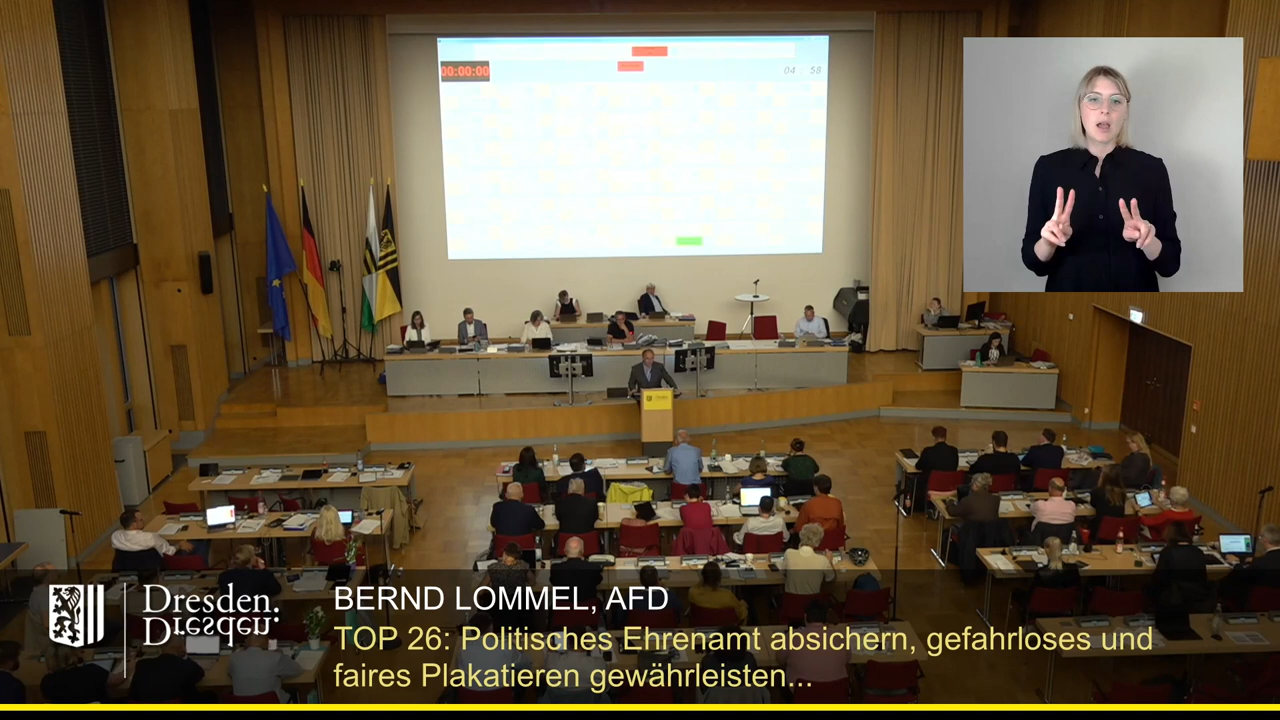 00:00:00
04 58
Dresden.
Dresden.
BERND LOMMEL, AFD
TOP 26: Politisches Ehrenamt absichern, gefahrloses und
faires Plakatieren gewährleisten...